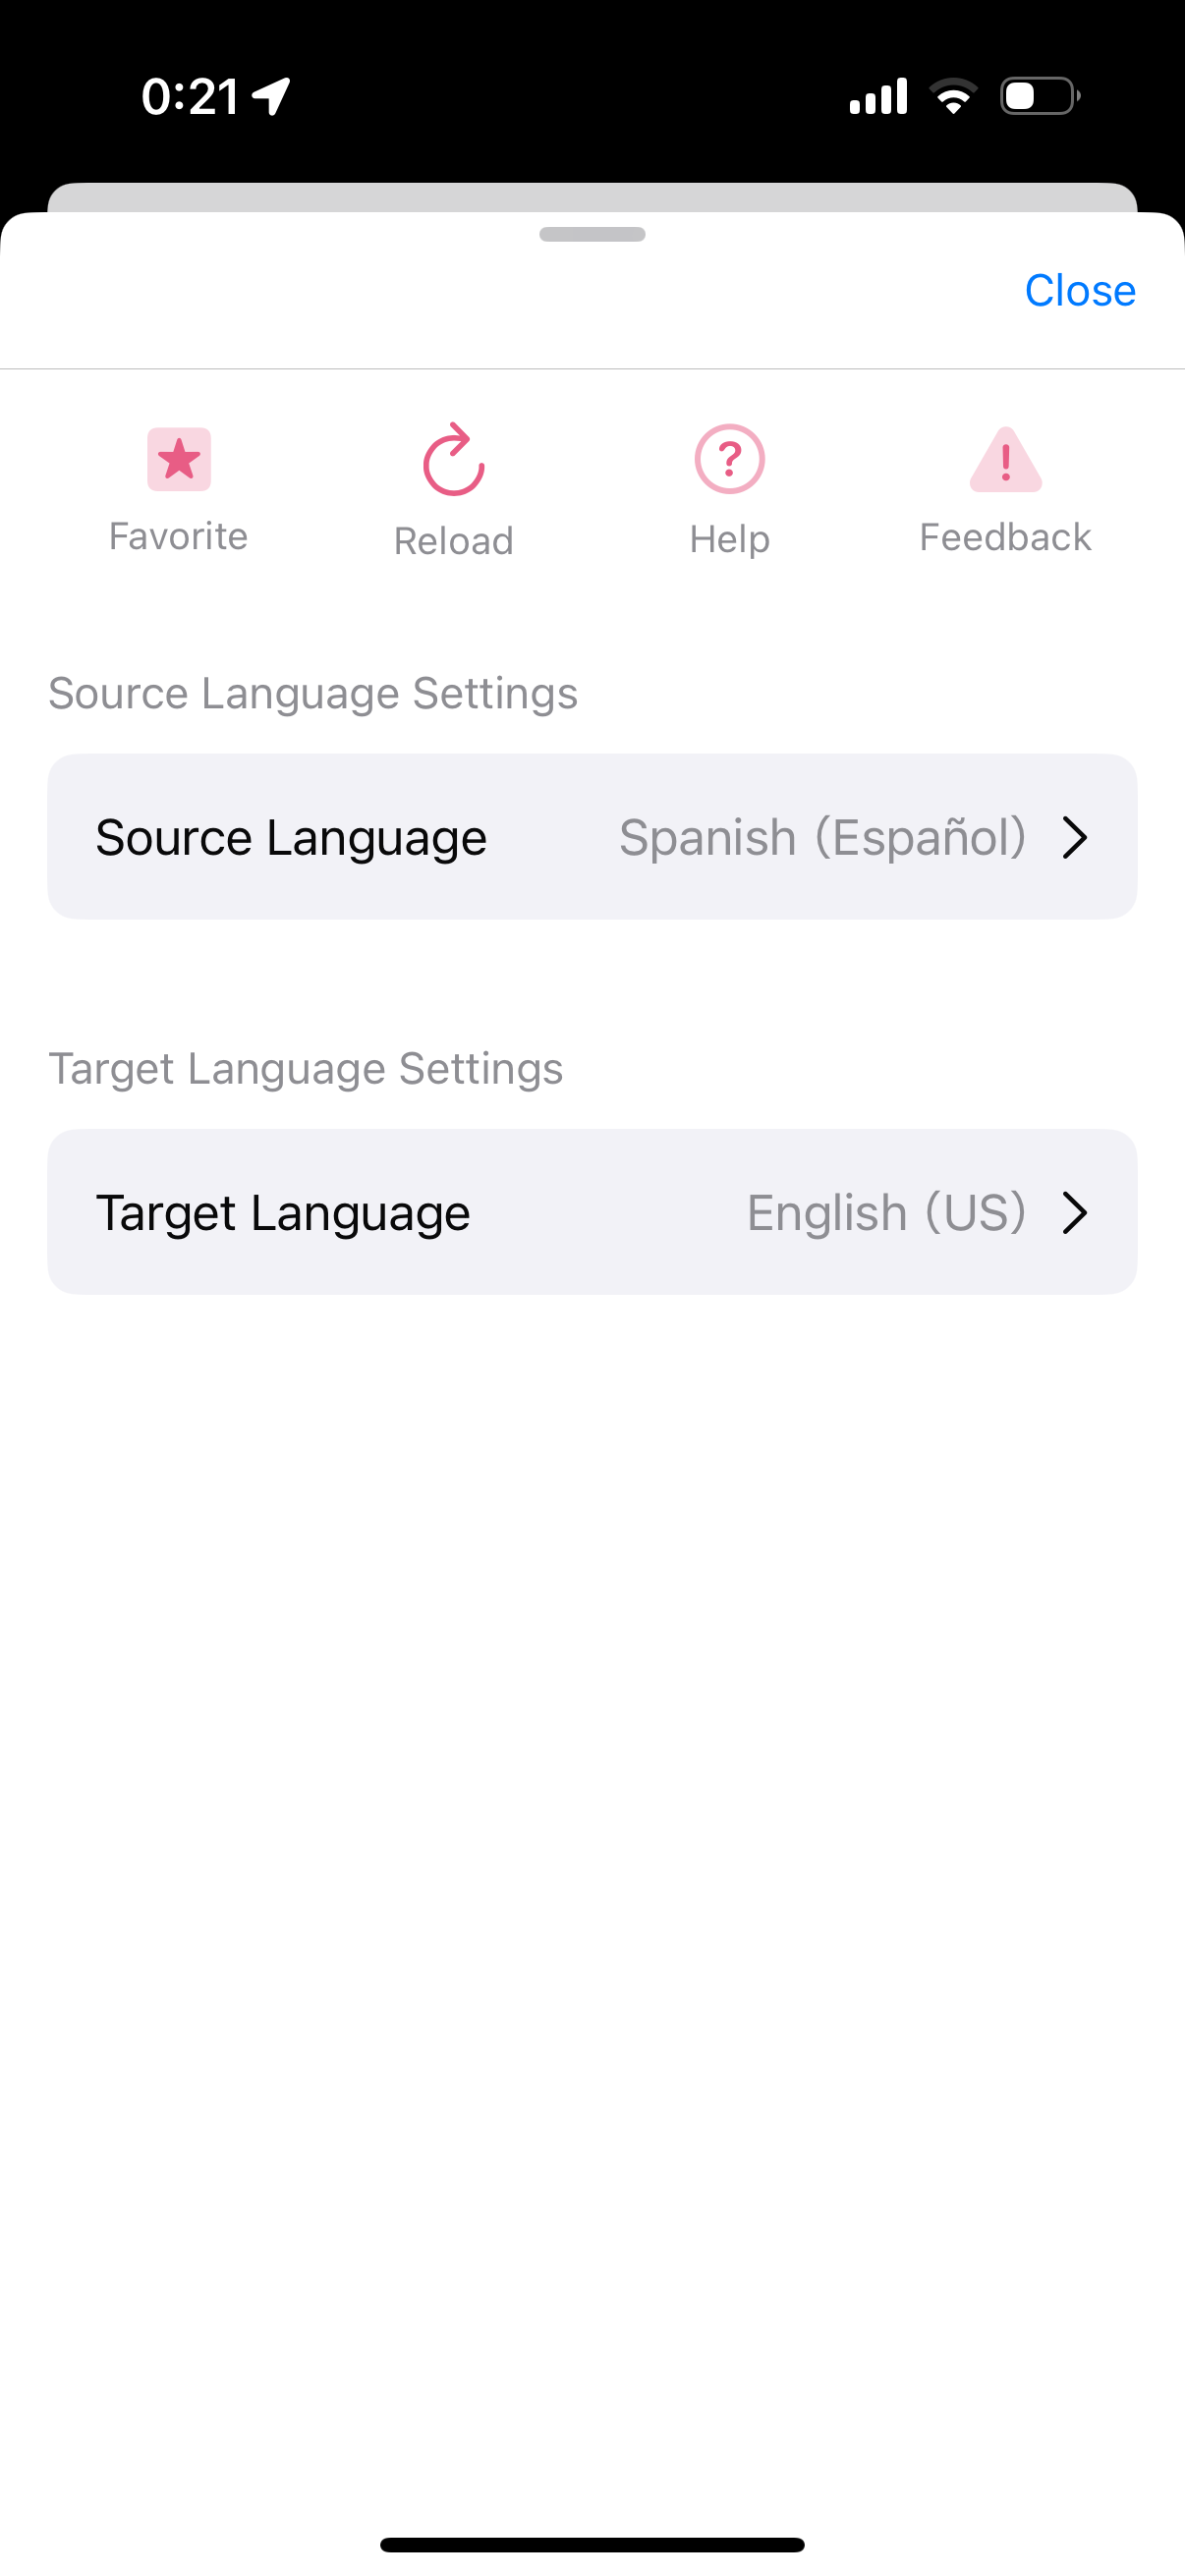 0:21
Close
Favorite
Reload
Help
Feedback
Source Language Settings
Source Language
Spanish (Español)
Target Language Settings
Target Language
English (US)